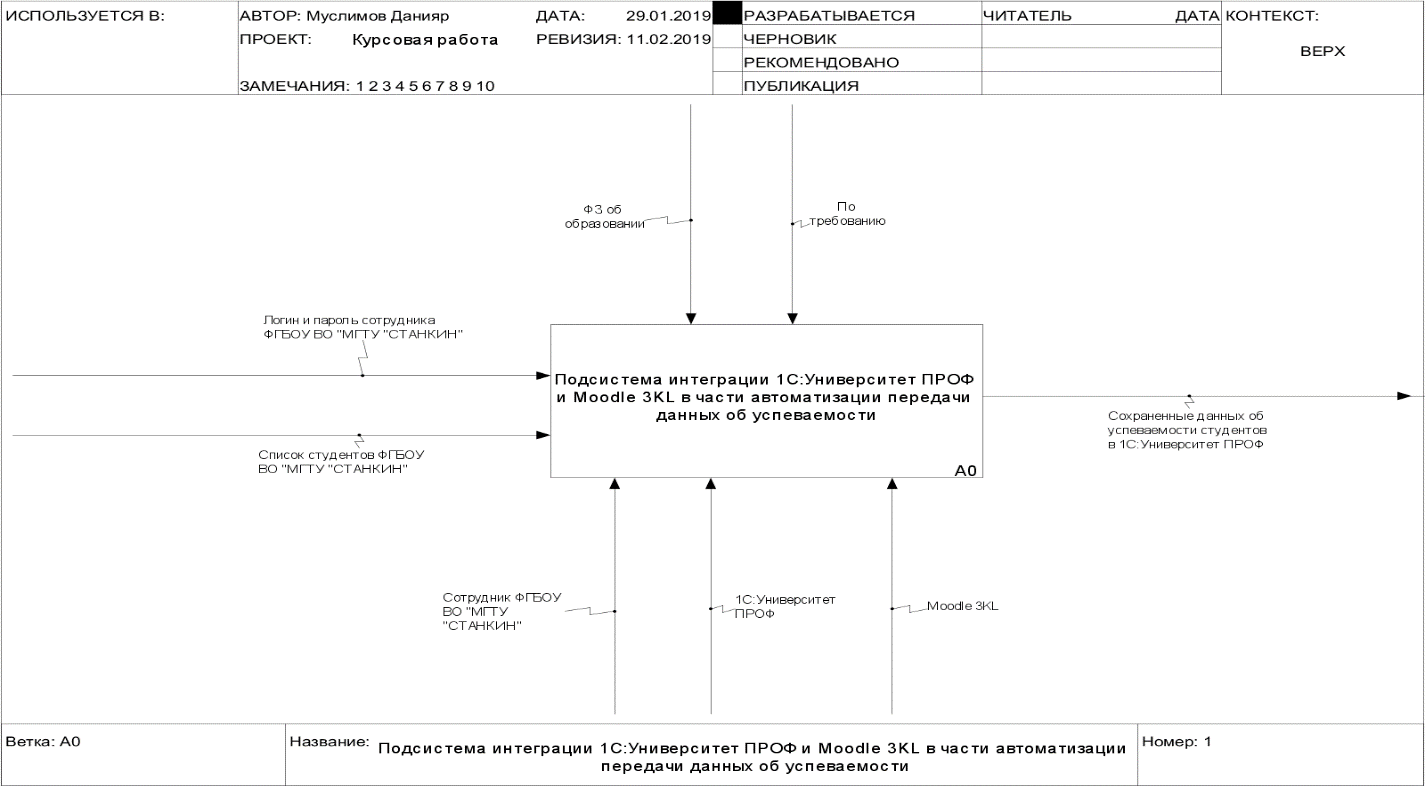 ИСПОЛЬЗУЕТСЯ В:
АВТОР: Муслимов Данияр
ДАТА: 29.01.2019
РАЗРАБАТЫВАЕТСЯ
ЧИТАТЕЛЬ
ДАТА
КОНТЕКСТ:
ПРОЕКТ: Курсовая работа
РЕВИЗИЯ: 11.02.2019
ЧЕРНОВИК
ВЕРХ
РЕКОМЕНДОВАНО
ЗАМЕЧАНИЯ: 1 2 3 4 5 6 7 8 9 10
ПУБЛИКАЦИЯ
ФЗ об
образовании
По
требованию
Логин и пароль сотрудника
ФГБОУ ВО "МГТУ "СТАНКИН"
Подсистема интеграции 1С:Университет ПРОФ
и Moodle 3KL в части автоматизации передачи
данных об успеваемости
A0
Список студентов ФГБОУ
ВО "МГТУ "СТАНКИН"
Сохраненные данных об
успеваемости студентов
в 1С:Университет ПРОФ
Сотрудник ФГБОУ
ВО "МГТУ
"СТАНКИН"
1С:Университет
ПРОФ
Moodle 3KL
Ветка: A0
Название: Подсистема интеграции 1С:Университет ПРОФ и Moodle 3KL в части автоматизации
передачи данных об успеваемости
Номер: 1